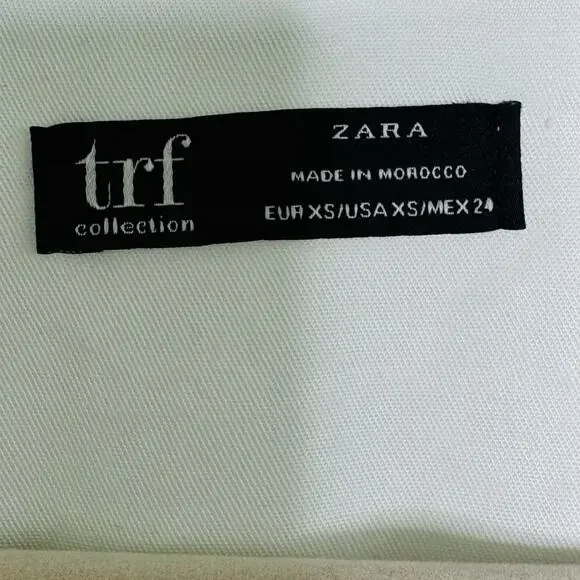 trf
collection
ZARA
MADE IN MOROCCO
EUR XS/USA XS/MEX 24